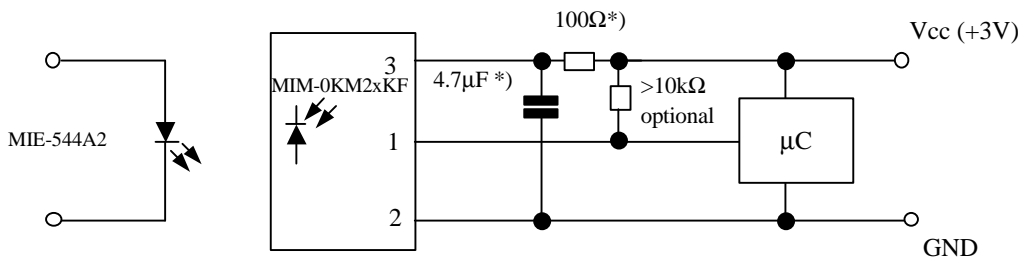 100Ω*)
Vcc (+3V)
3
4.7μF *)
MIM-0KM2xKF
>10kΩ
optional
MIE-544A2
1
μC
2
GND